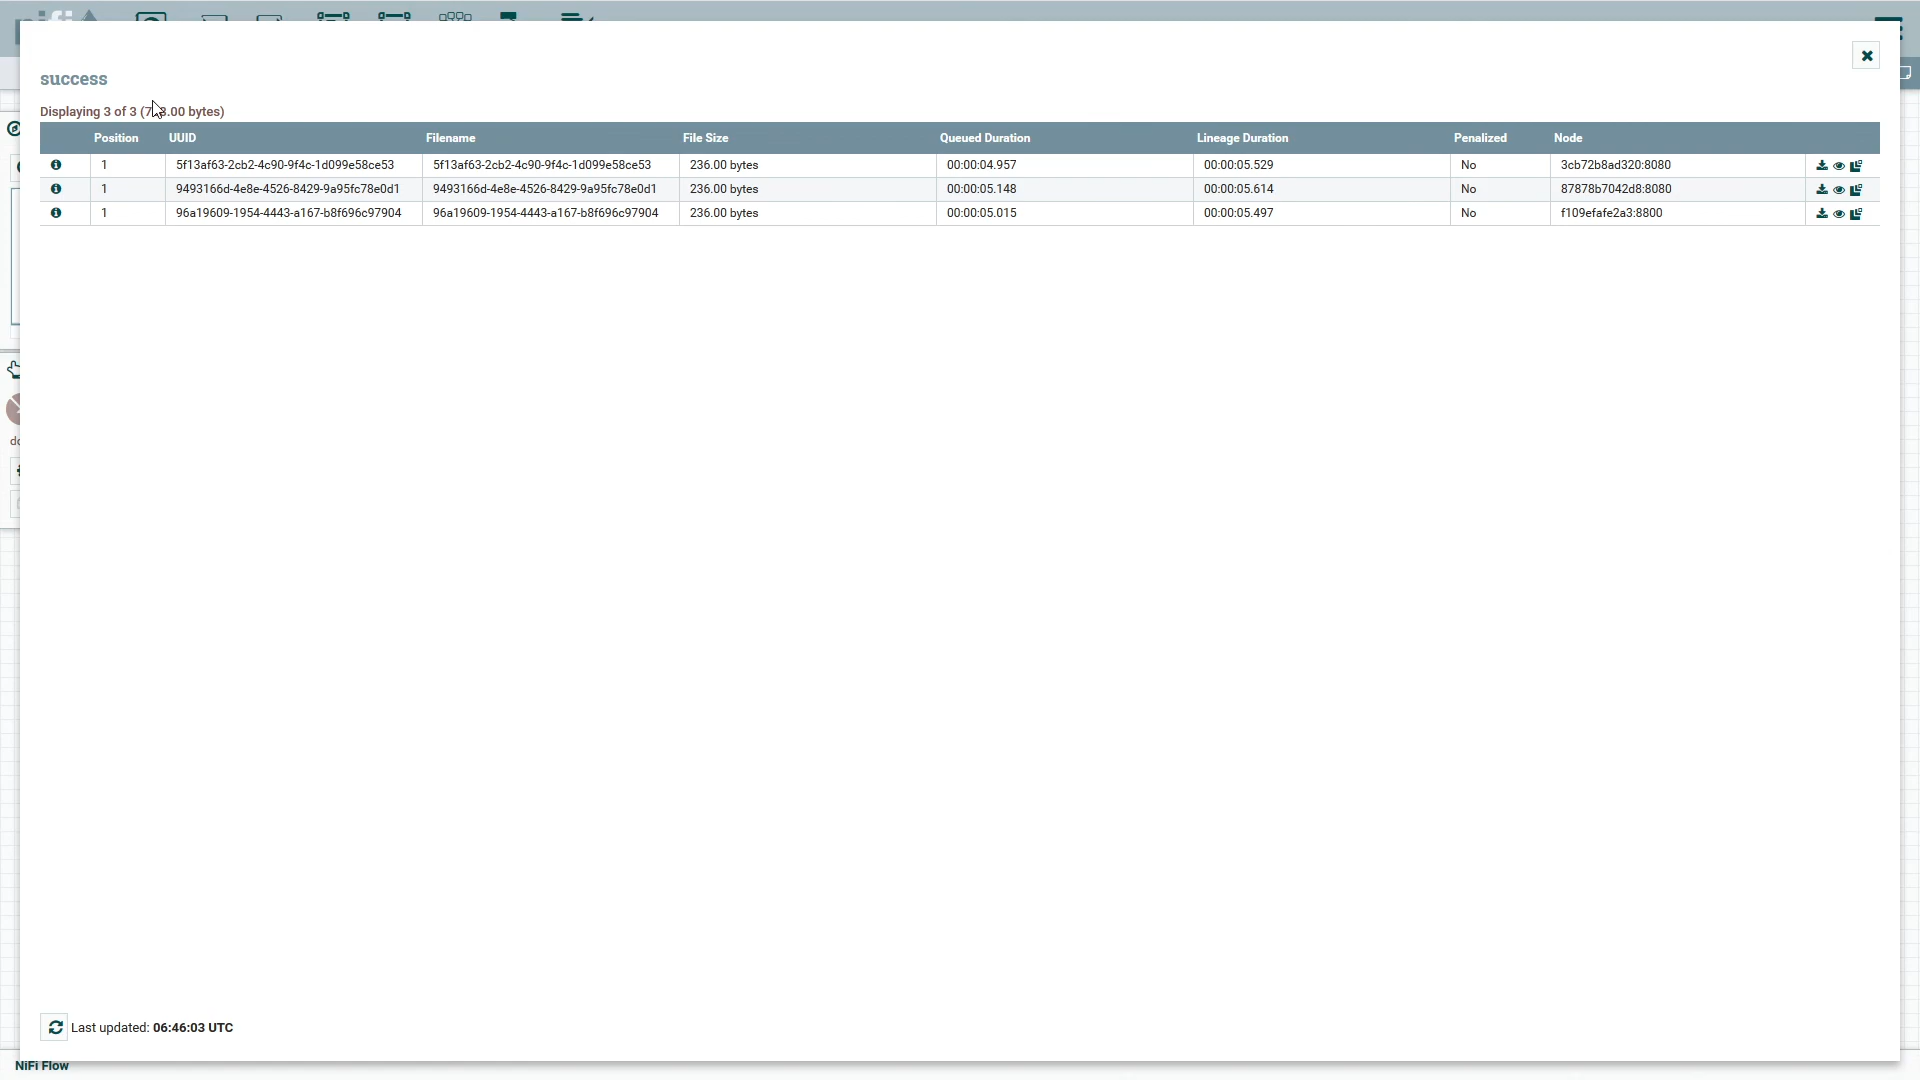 nifi
success
Displaying 3 of 3 (7 .00 bytes)
Position UUID Filename File Size Queued Duration Lineage Duration Penalized Node
1 5f13af63-2cb2-4c90-9f4c-1d099e58ce53 5f13af63-2cb2-4c90-9f4c-1d099e58ce53 236.00 bytes 00:00:04.957 00:00:05.529 No 3cb72b8ad320:8080
1 9493166d-4e8e-4526-8429-9a95fc78e0d1 9493166d-4e8e-4526-8429-9a95fc78e0d1 236.00 bytes 00:00:05.148 00:00:05.614 No 87878b7042d8:8080
1 96a19609-1954-4443-a167-b8f696c97904 96a19609-1954-4443-a167-b8f696c97904 236.00 bytes 00:00:05.015 00:00:05.497 No f109efafe2a3:8800
Last updated: 06:46:03 UTC
NiFi Flow